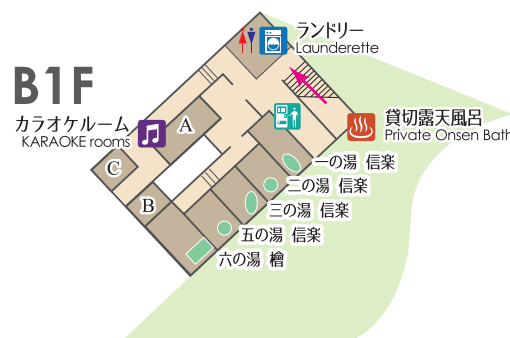 B1F
ランドリー
Launderette
カラオケルーム
KARAOKE rooms
A
B
C
貸切露天風呂
Private Onsen Bath
一の湯 信楽
二の湯 信楽
三の湯 信楽
五の湯 信楽
六の湯 檜